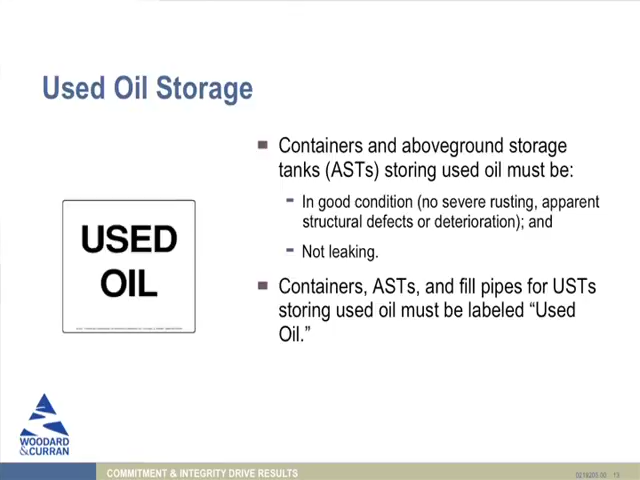 Used Oil Storage
Containers and aboveground storage
tanks (ASTs) storing used oil must be:
In good condition (no severe rusting, apparent
structural defects or deterioration); and
Not leaking.
Containers, ASTs, and fill pipes for USTs
storing used oil must be labeled “Used
Oil.”
USED
OIL
WOODARD
&CURRAN
COMMITMENT & INTEGRITY DRIVE RESULTS